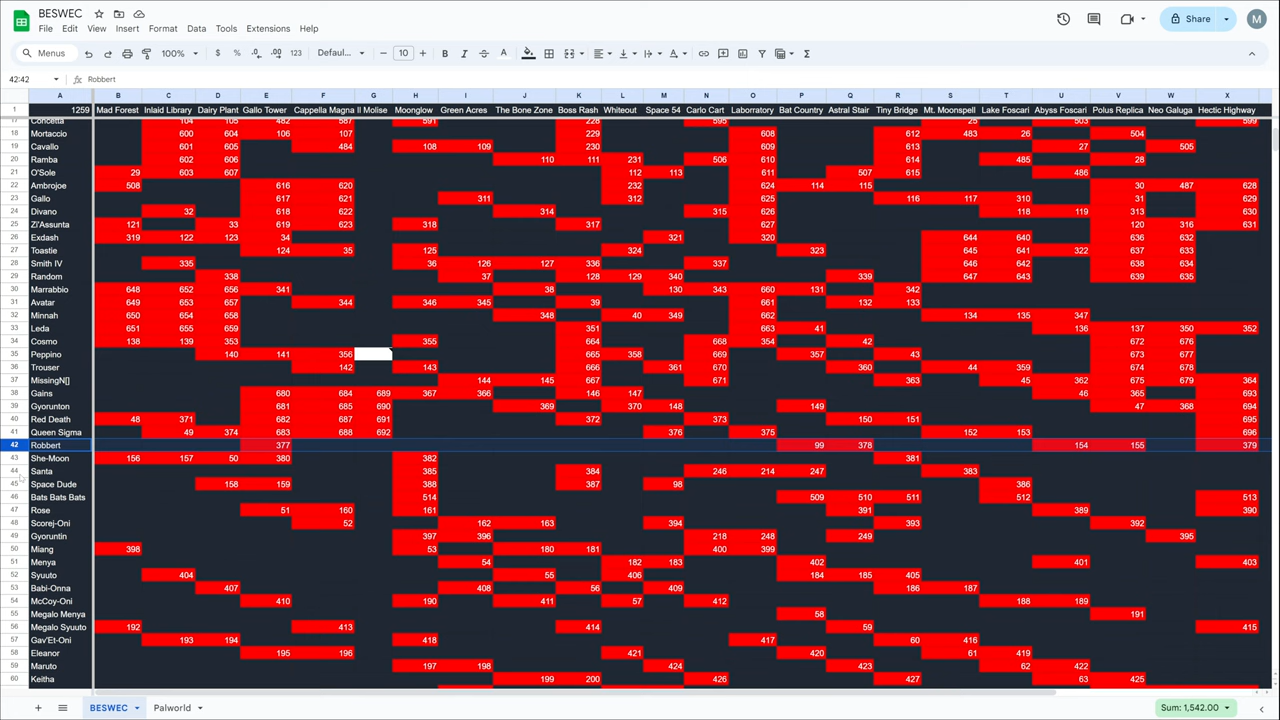 BESWEC
File Edit View Insert Format Data Tools Extensions Help
Share
M
Menus 100% $ % .0 .00 123 Defaul... − 10 + B I A Σ
42:42 fx Robbert
A B C D E F G H I J K L M N O P Q R S T U V W X
1 1259 Mad Forest Inlaid Library Dairy Plant Gallo Tower Cappella Magna Il Molise Moonglow Green Acres The Bone Zone Boss Rash Whiteout Space 54 Carlo Cart Laborratory Bat Country Astral Stair Tiny Bridge Mt. Moonspell Lake Foscari Abyss Foscari Polus Replica Neo Galuga Hectic Highway
17 Concetta 104 105 482 587 591 228 595 25 503 599
18 Mortaccio 600 604 106 107 229 608 612 483 26 504
19 Cavallo 601 605 484 108 109 230 609 613 27 505
20 Ramba 602 606 110 111 231 506 610 614 485 28
21 O'Sole 29 603 607 112 113 611 507 615 486
22 Ambrojoe 508 616 620 232 624 114 115 30 487 628
23 Gallo 617 621 311 312 625 116 117 310 31 629
24 Divano 32 618 622 314 315 626 118 119 313 630
25 Zi'Assunta 121 33 619 623 318 317 627 120 316 631
26 Exdash 319 122 123 34 321 320 644 640 636 632
27 Toastie 124 35 125 324 323 645 641 322 637 633
28 Smith IV 335 36 126 127 336 337 646 642 638 634
29 Random 338 37 128 129 340 339 647 643 639 635
30 Marrabbio 648 652 656 341 38 130 343 660 131 342
31 Avatar 649 653 657 344 346 345 39 661 132 133
32 Minnah 650 654 658 348 40 349 662 134 135 347
33 Leda 651 655 659 351 663 41 136 137 350 352
34 Cosmo 138 139 353 355 664 668 354 42 672 676
35 Peppino 140 141 356 665 358 669 357 43 673 677
36 Trouser 142 143 666 361 670 360 44 359 674 678
37 MissingN[] 144 145 667 671 363 45 362 675 679 364
38 Gains 680 684 689 367 366 146 147 46 365 693
39 Gyorunton 681 685 690 369 370 148 149 47 368 694
40 Red Death 48 371 682 687 691 372 373 150 151 695
41 Queen Sigma 49 374 683 688 692 376 375 152 153 696
42 Robbert 377 99 378 154 155 379
43 She-Moon 156 157 50 380 382 381
44 Santa 385 384 246 214 247 383
45 Space Dude 158 159 388 387 98 386
46 Bats Bats Bats 514 509 510 511 512 513
47 Rose 51 160 161 391 389 390
48 Scorej-Oni 52 162 163 394 393 392
49 Gyoruntin 397 396 218 248 249 395
50 Miang 398 53 180 181 400 399
51 Menya 54 182 183 402 401 403
52 Syuuto 404 55 406 184 185 405
53 Babi-Onna 407 408 56 409 186 187
54 McCoy-Oni 410 190 411 57 412 188 189
55 Megalo Menya 58 191
56 Megalo Syuuto 192 413 414 59 415
57 Gav'Et-Oni 193 194 418 417 60 416
58 Eleanor 195 196 421 420 61 419
59 Maruto 197 198 424 423 62 422
60 Keitha 199 200 426 427 63 425
BESWEC Palworld Sum: 1,542.00